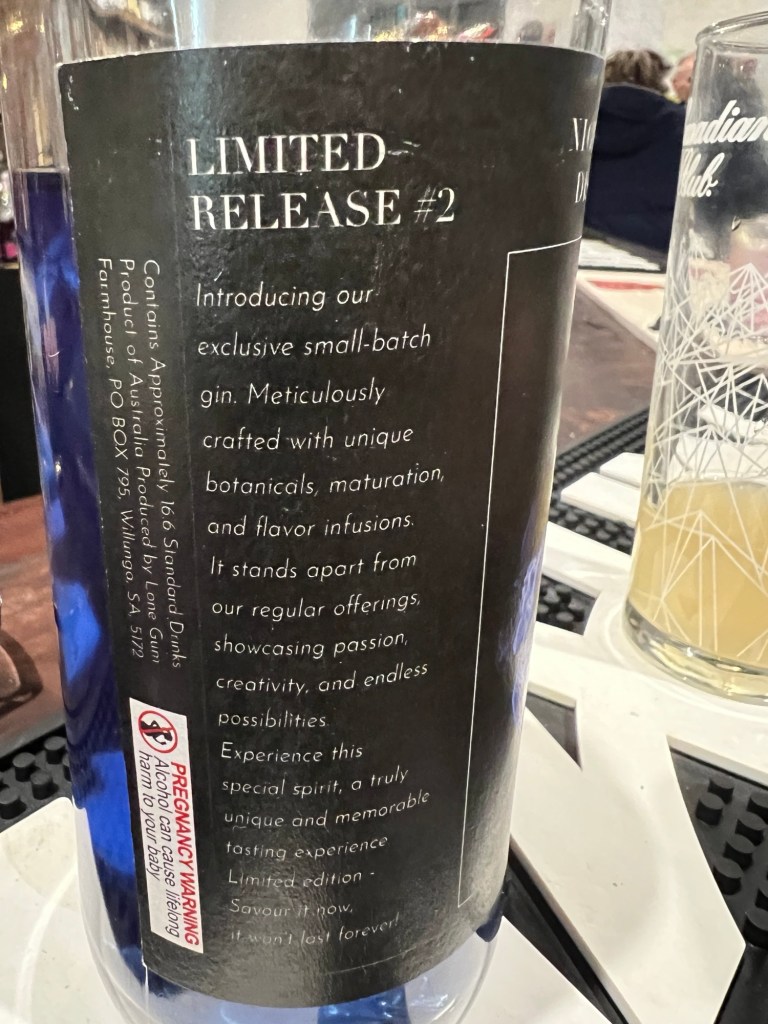 LIMITED
RELEASE #2
Introducing our
exclusive small-batch
gin. Meticulously
crafted with unique
botanicals, maturation,
and flavor infusions.
It stands apart from
our regular offerings,
showcasing passion,
creativity, and endless
possibilities.
Experience this
special spirit, a truly
unique and memorable
tasting experience
Limited edition -
Savour it now,
it won't last forever!
Contains Approximately 16.6 Standard Drinks
Product of Australia Produced by Lone Gum
Farmhouse, PO BOX 795, Willunga, SA 5172
PREGNANCY WARNING
Alcohol can cause lifelong
harm to your baby